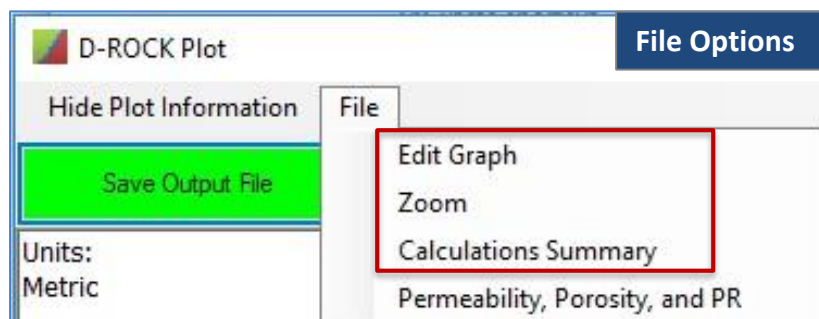 D-ROCK Plot
File Options
Hide Plot Information File
Edit Graph
Save Output File
Zoom
Units:
Calculations Summary
Metric
Permeability, Porosity, and PR